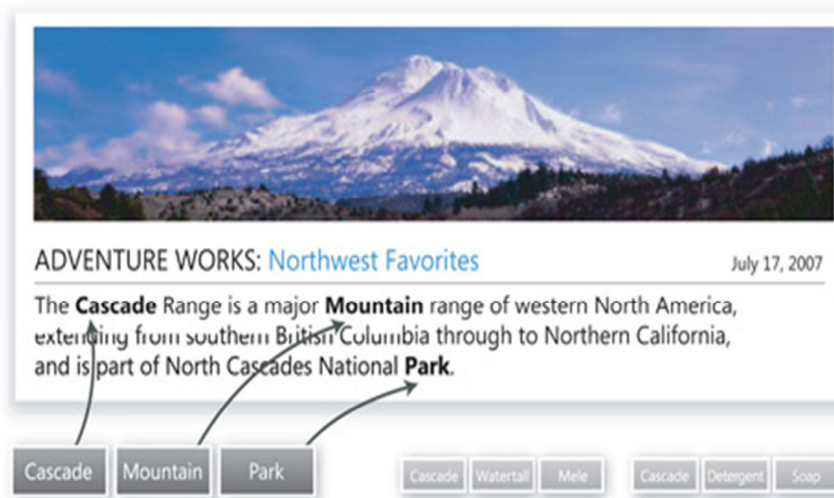 ADVENTURE WORKS: Northwest Favorites
July 17, 2007
The Cascade Range is a major Mountain range of western North America,
extending from southern British Columbia through to Northern California,
and is part of North Cascades National Park.
Cascade Mountain Park
Cascade Waterfall Mele
Cascade Detergent Soap